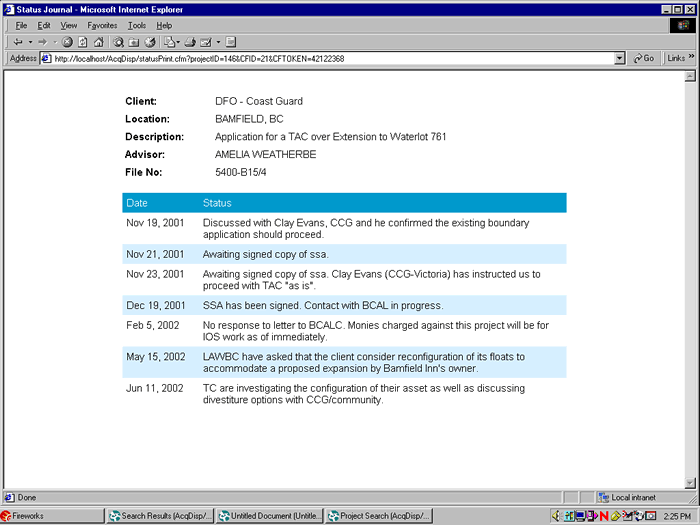 Status Journal - Microsoft Internet Explorer
File Edit View Favorites Tools Help
Address http://localhost/AcqDisp/statusPrint.cfm?projectID=146&CFID=21&CFTOKEN=42122368 Go Links »
Client: DFO - Coast Guard
Location: BAMFIELD, BC
Description: Application for a TAC over Extension to Waterlot 761
Advisor: AMELIA WEATHERBE
File No: 5400-B15/4
Date Status
Nov 19, 2001 Discussed with Clay Evans, CCG and he confirmed the existing boundary
application should proceed.
Nov 21, 2001 Awaiting signed copy of ssa.
Nov 23, 2001 Awaiting signed copy of ssa. Clay Evans (CCG-Victoria) has instructed us to
proceed with TAC "as is".
Dec 19, 2001 SSA has been signed. Contact with BCAL in progress.
Feb 5, 2002 No response to letter to BCALC. Monies charged against this project will be for
IOS work as of immediately.
May 15, 2002 LAWBC have asked that the client consider reconfiguration of its floats to
accommodate a proposed expansion by Bamfield Inn's owner.
Jun 11, 2002 TC are investigating the configuration of their asset as well as discussing
divestiture options with CCG/community.
Done Local intranet
Fireworks Search Results (AcqDisp/... Untitled Document (Untitle... Project Search (AcqDisp/... 2:25 PM